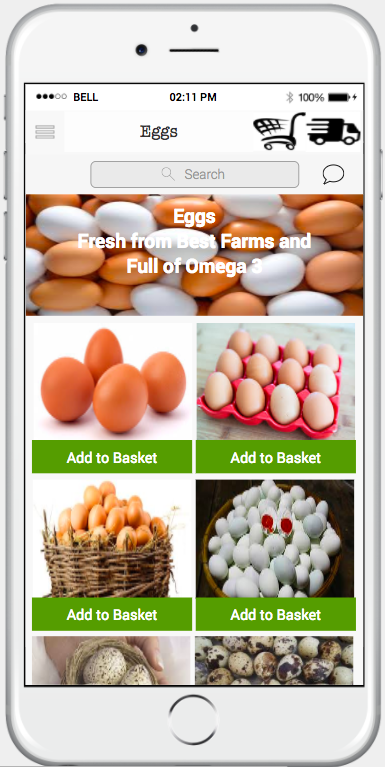 BELL 02:11 PM 100%
Eggs
Search
Eggs
Fresh from Best Farms and
Full of Omega 3
Add to Basket Add to Basket
Add to Basket Add to Basket